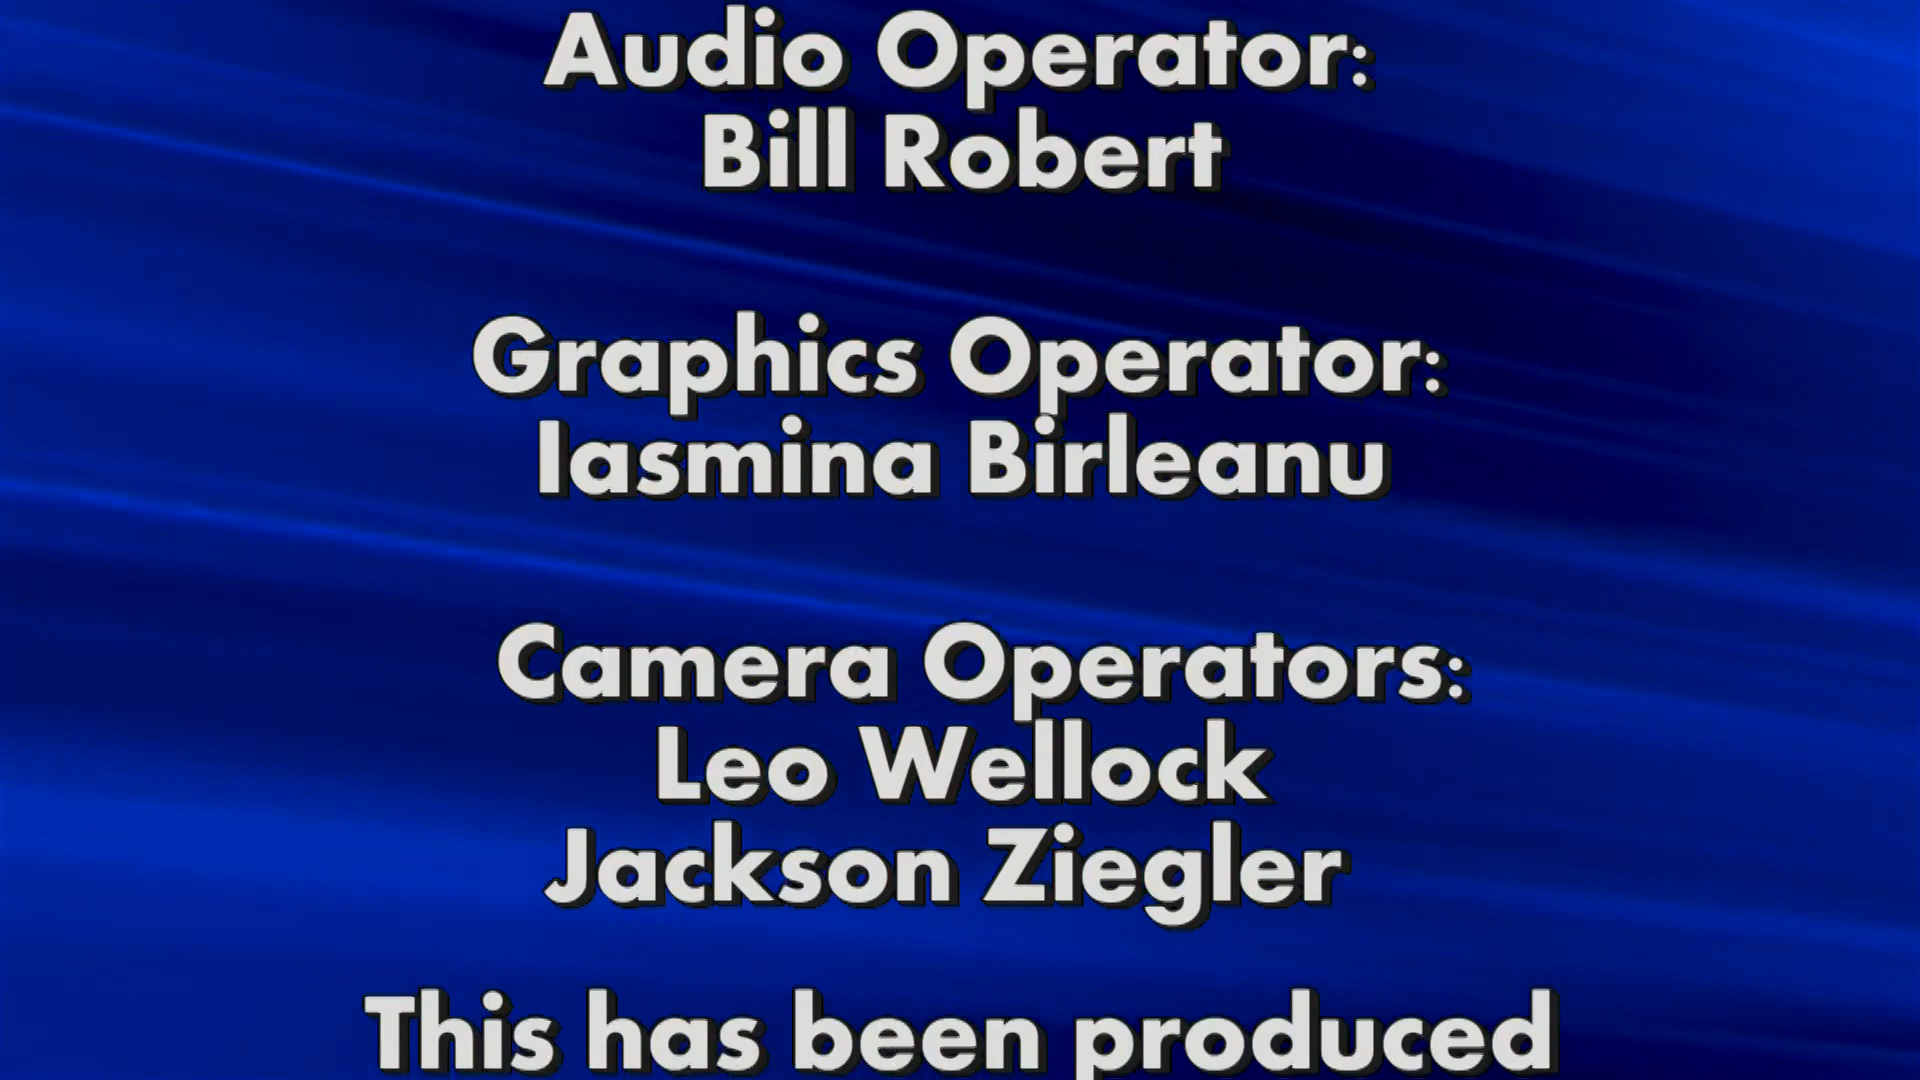 Audio Operator:
Bill Robert
Graphics Operator:
Iasmina Birleanu
Camera Operators:
Leo Wellock
Jackson Ziegler
This has been produced